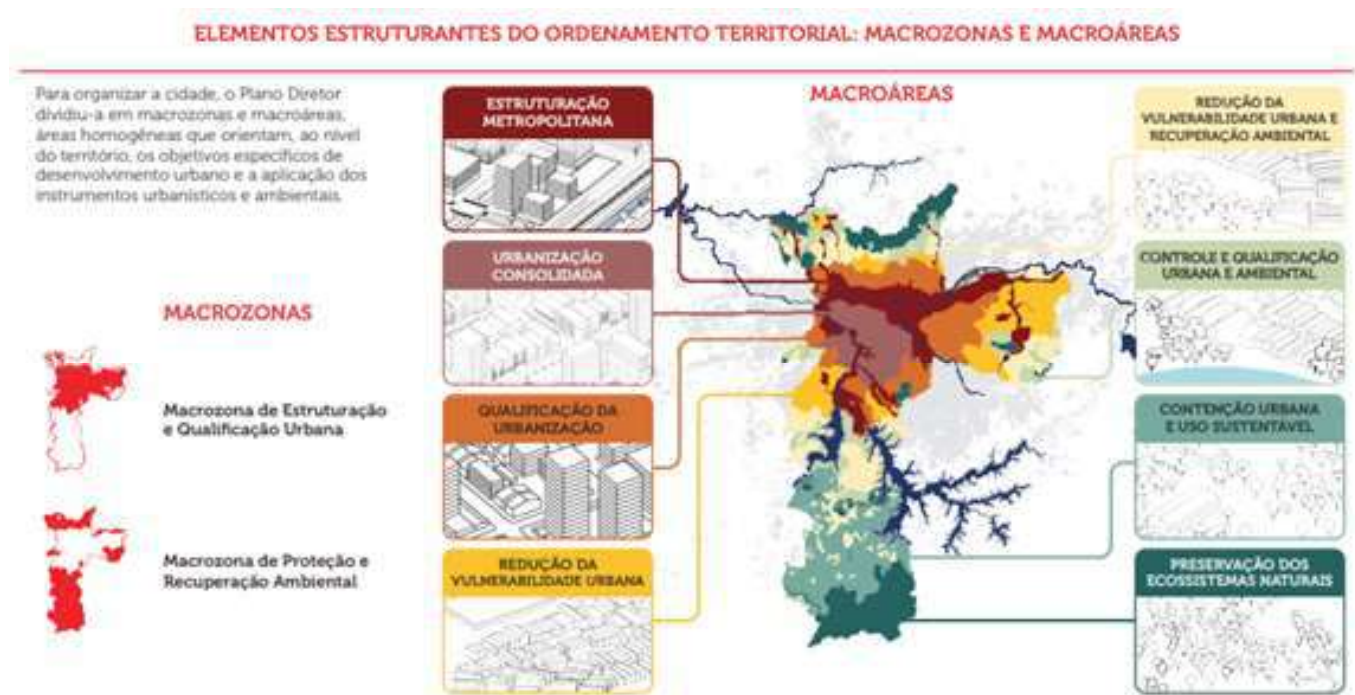 ELEMENTOS ESTRUTURANTES DO ORDENAMENTO TERRITORIAL: MACROZONAS E MACROÁREAS
Para organizar a cidade, o Plano Diretor
dividiu-a em macrozonas e macroáreas,
áreas homogêneas que orientam, ao nível
do território, os objetivos específicos de
desenvolvimento urbano e a aplicação dos
instrumentos urbanísticos e ambientais.
MACROZONAS
Macrozona de Estruturação
e Qualificação Urbana
Macrozona de Proteção e
Recuperação Ambiental
MACROÁREAS
ESTRUTURAÇÃO
METROPOLITANA
URBANIZAÇÃO
CONSOLIDADA
QUALIFICAÇÃO DA
URBANIZAÇÃO
REDUÇÃO DA
VULNERABILIDADE URBANA
REDUÇÃO DA
VULNERABILIDADE URBANA E
RECUPERAÇÃO AMBIENTAL
CONTROLE E QUALIFICAÇÃO
URBANA E AMBIENTAL
CONTENÇÃO URBANA
E USO SUSTENTÁVEL
PRESERVAÇÃO DOS
ECOSSISTEMAS NATURAIS